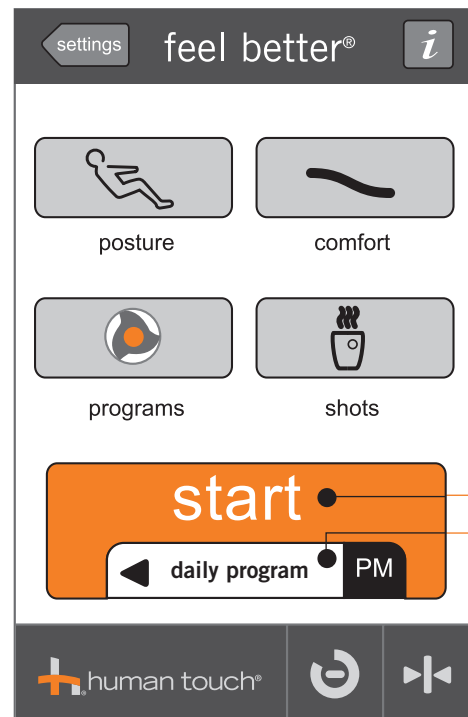 settings
feel better®
i
posture
comfort
programs
shots
start
daily program
PM
human touch®